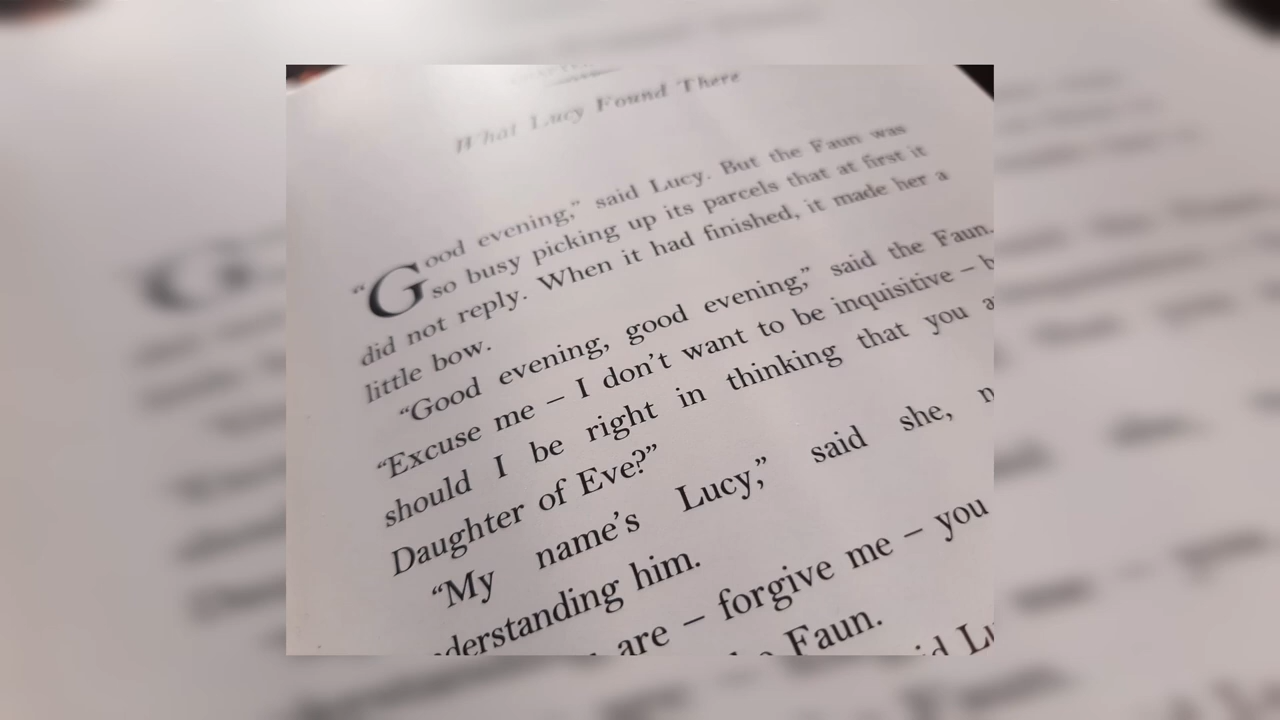 What Lucy Found There
“Good evening,” said Lucy. But the Faun was
so busy picking up its parcels that at first it
did not reply. When it had finished, it made her a
little bow.
“Good evening, good evening,” said the Faun.
“Excuse me – I don’t want to be inquisitive –
should I be right in thinking that you
Daughter of Eve?”
“My name’s Lucy,” said she,
derstanding him.
are – forgive me – you
Faun.